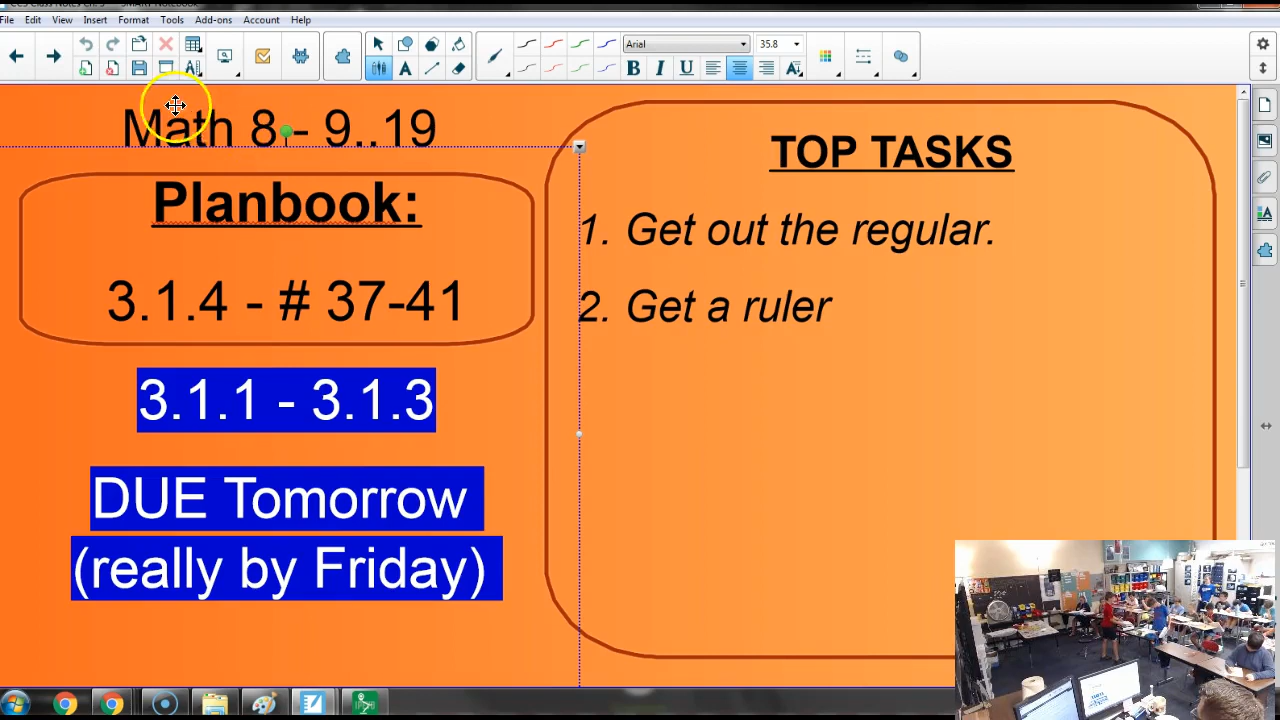 File Edit View Insert Format Tools Add-ons Account Help
Arial 35.8
Math 8 - 9..19
Planbook:
3.1.4 - # 37-41
3.1.1 - 3.1.3
DUE Tomorrow
(really by Friday)
TOP TASKS
1. Get out the regular.
2. Get a ruler